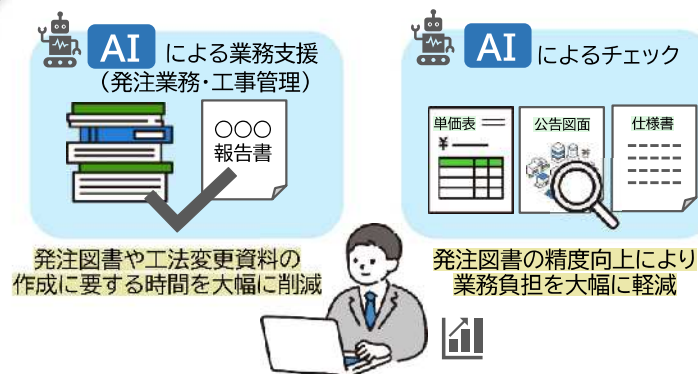 AI による業務支援
（発注業務・工事管理）
○○○
報告書
発注図書や工法変更資料の
作成に要する時間を大幅に削減
AI によるチェック
単価表
¥
公告図面
仕様書
発注図書の精度向上により
業務負担を大幅に軽減